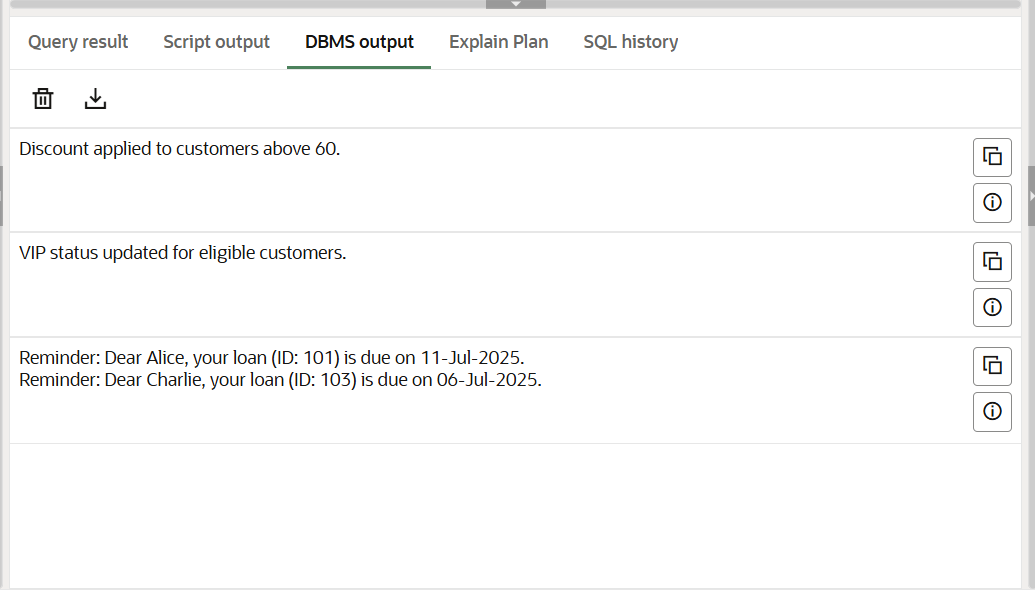 Query result Script output DBMS output Explain Plan SQL history
Discount applied to customers above 60.
VIP status updated for eligible customers.
Reminder: Dear Alice, your loan (ID: 101) is due on 11-Jul-2025.
Reminder: Dear Charlie, your loan (ID: 103) is due on 06-Jul-2025.